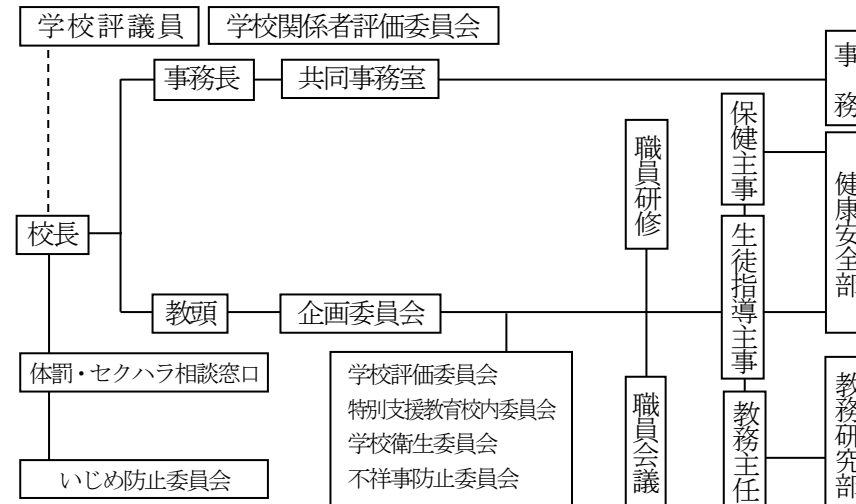 学校評議員
学校関係者評価委員会
事務長
共同事務室
事務
保健主事
職員研修
健康安全部
校長
生徒指導主事
教頭
企画委員会
体罰・セクハラ相談窓口
学校評価委員会
特別支援教育校内委員会
学校衛生委員会
不祥事防止委員会
職員会議
教務主任
教務研究部
いじめ防止委員会